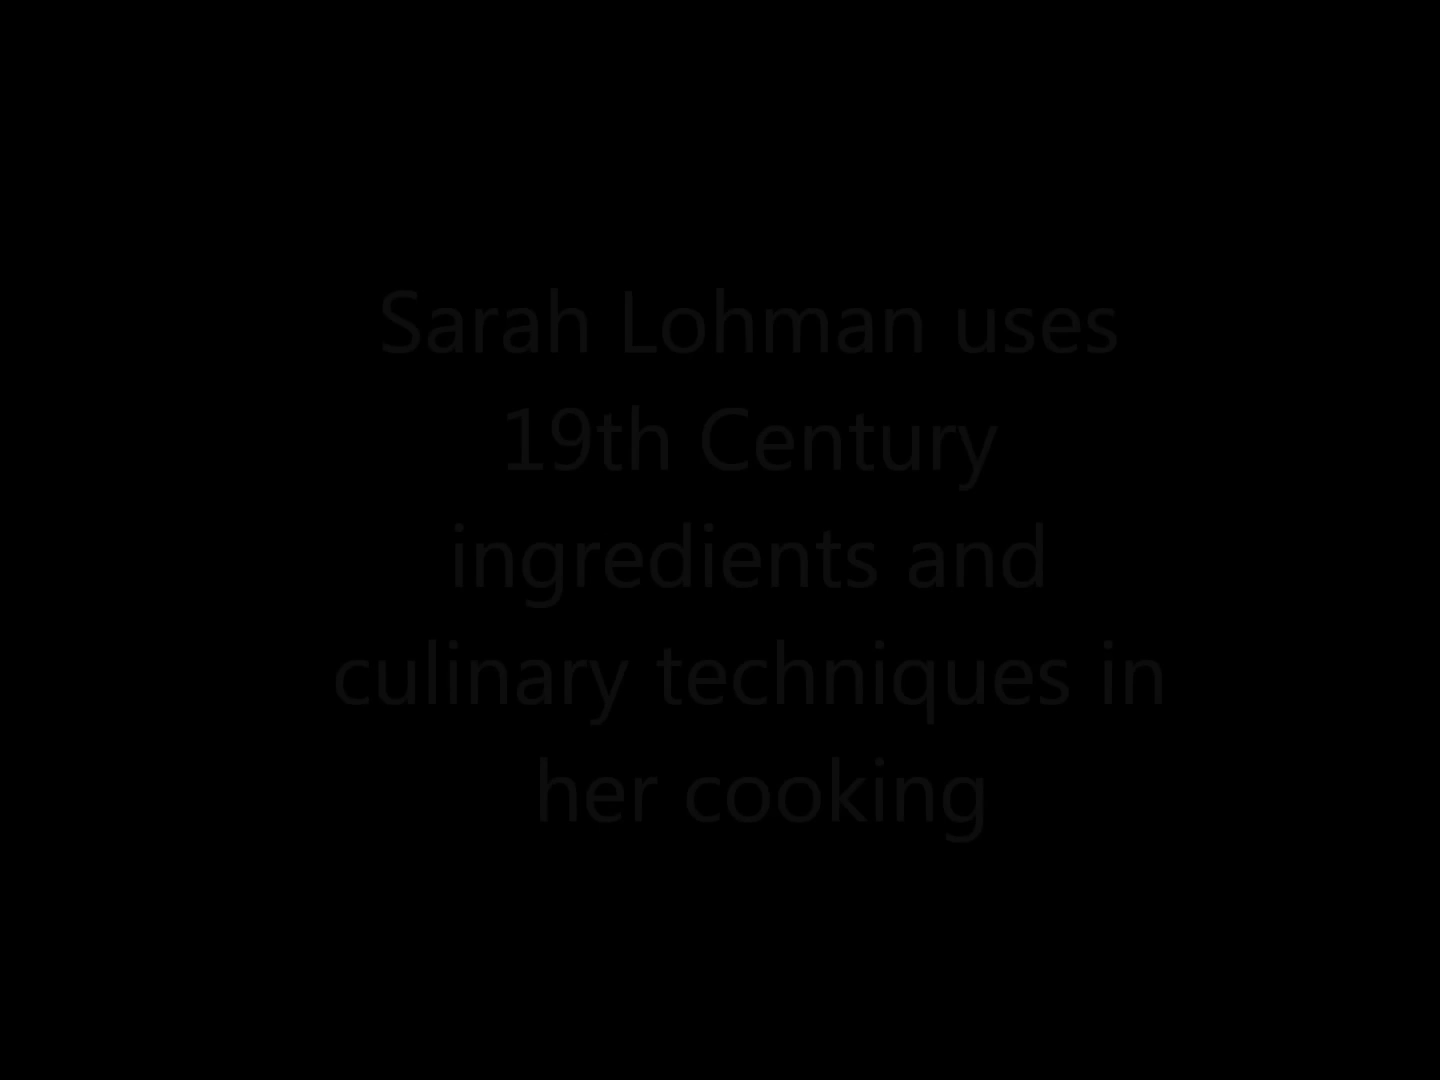 Sarah Lohman uses
19th Century
ingredients and
culinary techniques in
her cooking